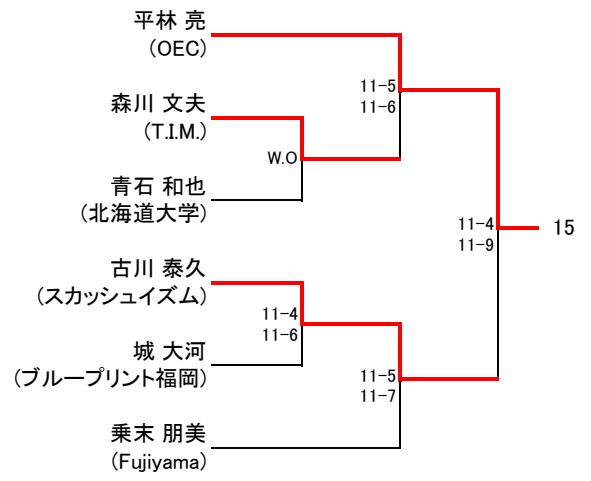 平林 亮
(OEC)
11-5
11-6
森川 文夫
(T.I.M.)
W.O
青石 和也
(北海道大学)
11-4
11-9
15
古川 泰久
(スカッシュイズム)
11-4
11-6
城 大河
(ブループリント福岡)
11-5
11-7
乗末 朋美
(Fujiyama)